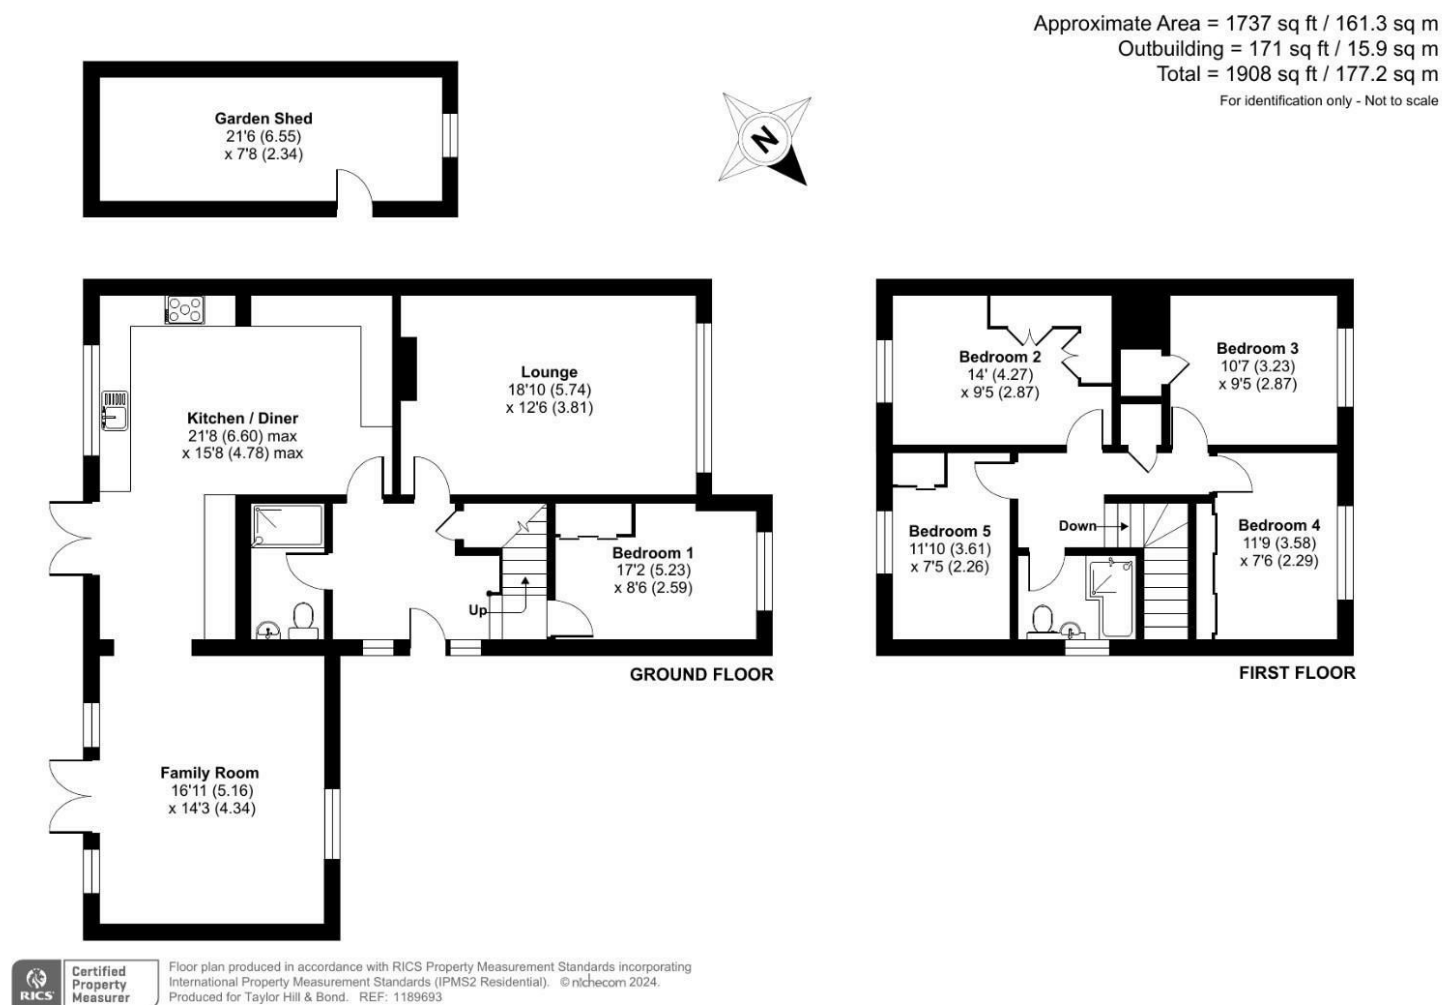 Approximate Area = 1737 sq ft / 161.3 sq m
Outbuilding = 171 sq ft / 15.9 sq m
Total = 1908 sq ft / 177.2 sq m
For identification only - Not to scale
Garden Shed
21'6 (6.55)
x 7'8 (2.34)
N
Lounge
18'10 (5.74)
x 12'6 (3.81)
Kitchen / Diner
21'8 (6.60) max
x 15'8 (4.78) max
Bedroom 1
17'2 (5.23)
x 8'6 (2.59)
Up
GROUND FLOOR
Family Room
16'11 (5.16)
x 14'3 (4.34)
Bedroom 2
14' (4.27)
x 9'5 (2.87)
Bedroom 3
10'7 (3.23)
x 9'5 (2.87)
Bedroom 5
11'10 (3.61)
x 7'5 (2.26)
Down
Bedroom 4
11'9 (3.58)
x 7'6 (2.29)
FIRST FLOOR
RICS
Certified
Property
Measurer
Floor plan produced in accordance with RICS Property Measurement Standards incorporating
International Property Measurement Standards (IPMS2 Residential). © nichecom 2024.
Produced for Taylor Hill & Bond. REF: 1189693